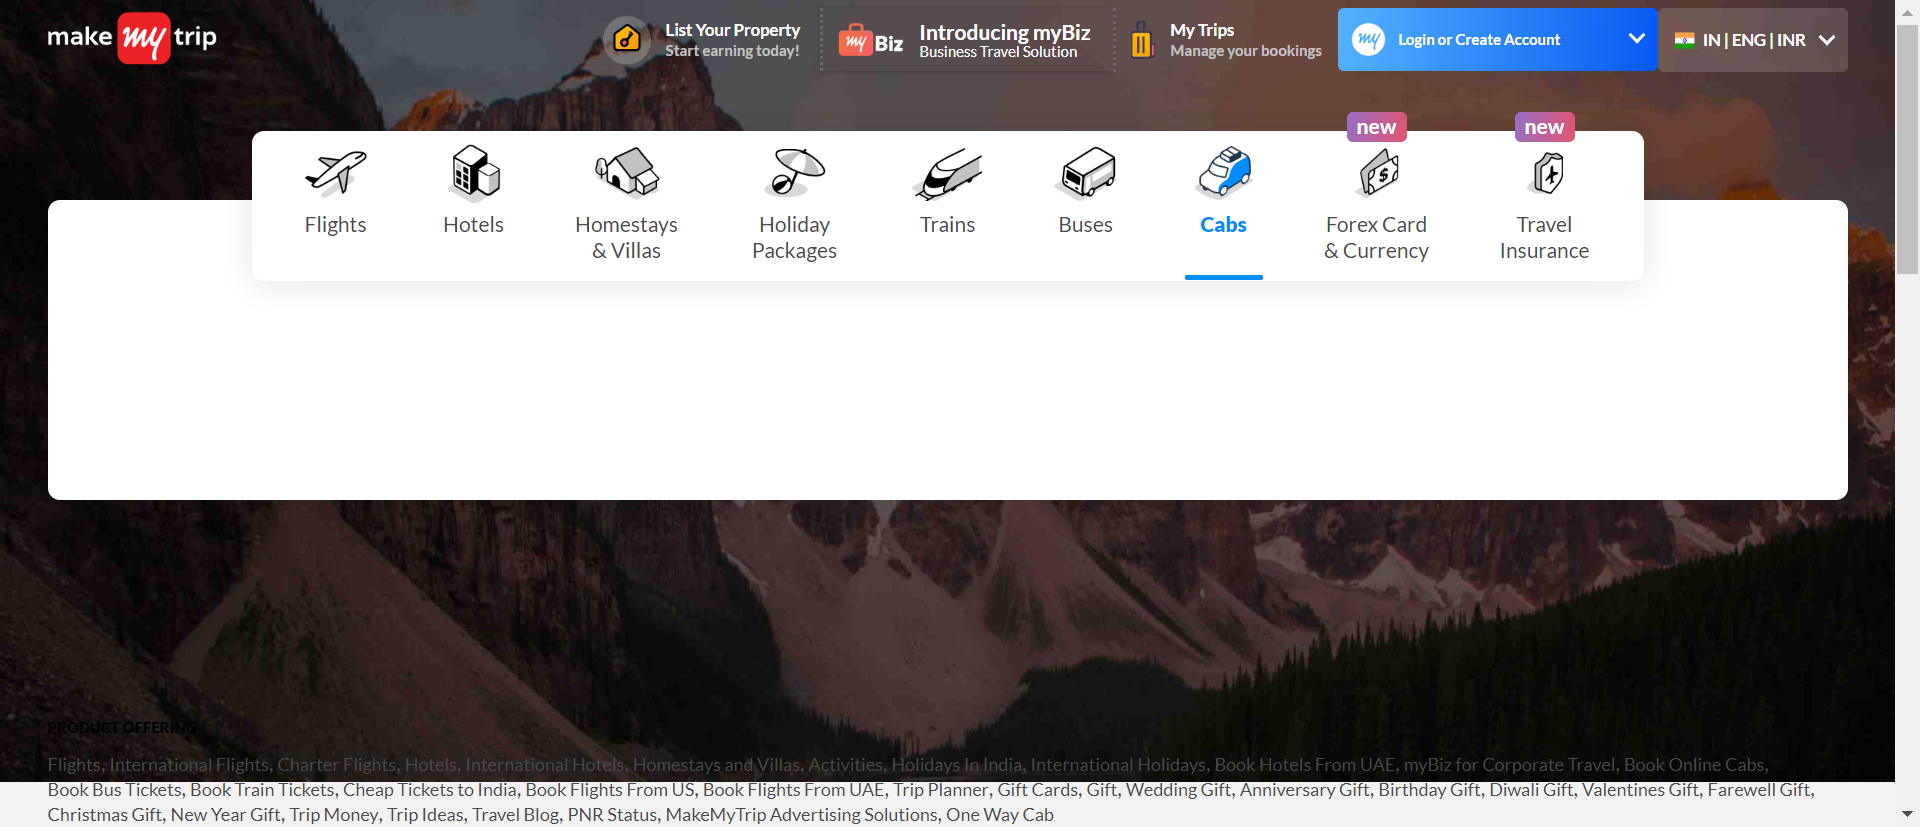 make my trip
List Your Property
Start earning today!
my Biz
Introducing myBiz
Business Travel Solution
My Trips
Manage your bookings
my
Login or Create Account
IN | ENG | INR
new
new
Flights
Hotels
Homestays
& Villas
Holiday
Packages
Trains
Buses
Cabs
Forex Card
& Currency
Travel
Insurance
PRODUCT OFFERING
Flights, International Flights, Charter Flights, Hotels, International Hotels, Homestays and Villas, Activities, Holidays In India, International Holidays, Book Hotels From UAE, myBiz for Corporate Travel, Book Online Cabs,
Book Bus Tickets, Book Train Tickets, Cheap Tickets to India, Book Flights From US, Book Flights From UAE, Trip Planner, Gift Cards, Gift, Wedding Gift, Anniversary Gift, Birthday Gift, Diwali Gift, Valentines Gift, Farewell Gift,
Christmas Gift, New Year Gift, Trip Money, Trip Ideas, Travel Blog, PNR Status, MakeMyTrip Advertising Solutions, One Way Cab